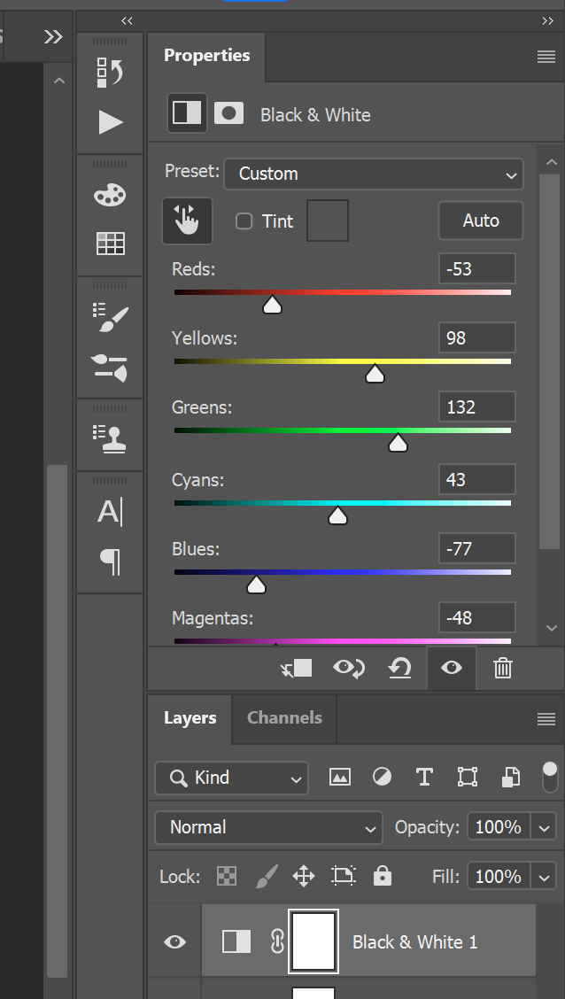 Properties
Black & White
Preset: Custom
Tint Auto
Reds: -53
Yellows: 98
Greens: 132
Cyans: 43
Blues: -77
Magentas: -48
Layers Channels
Kind
Normal Opacity: 100%
Lock: Fill: 100%
Black & White 1